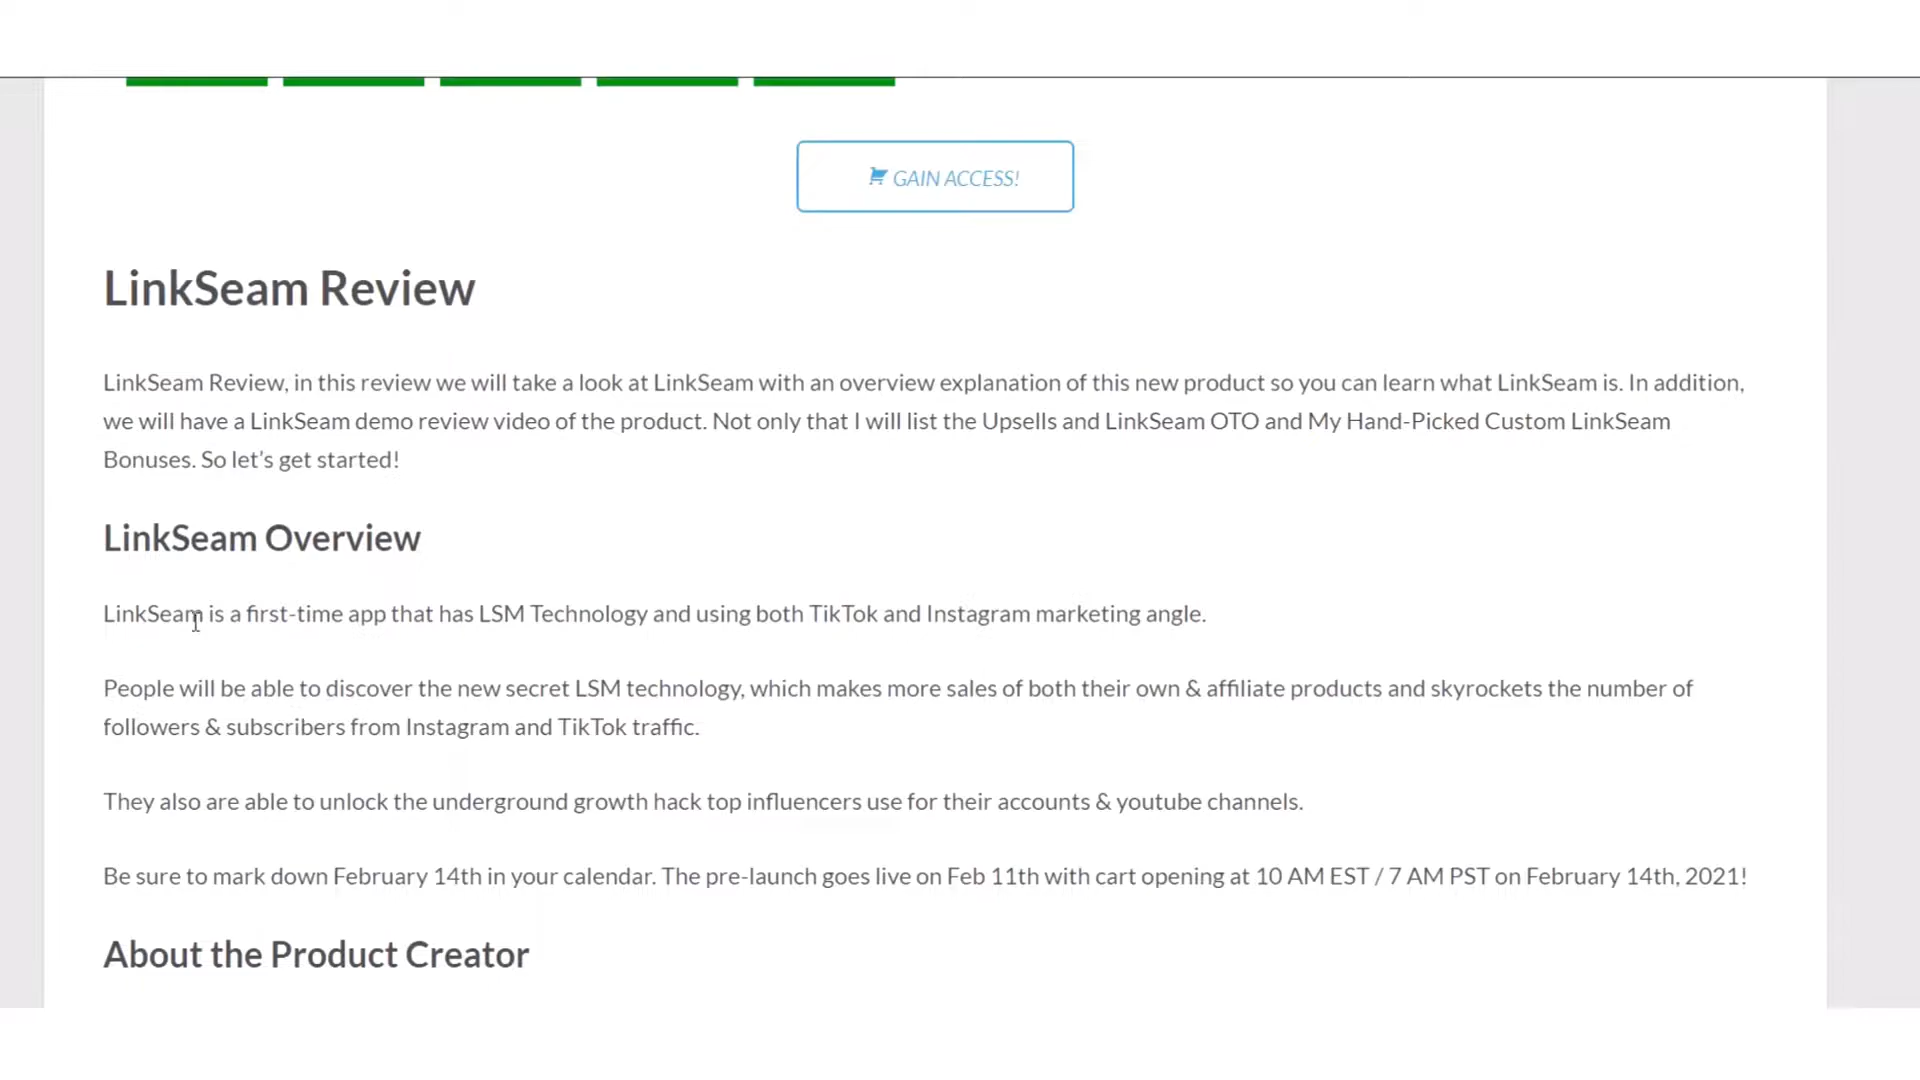 GAIN ACCESS!
LinkSeam Review
LinkSeam Review, in this review we will take a look at LinkSeam with an overview explanation of this new product so you can learn what LinkSeam is. In addition,
we will have a LinkSeam demo review video of the product. Not only that I will list the Upsells and LinkSeam OTO and My Hand-Picked Custom LinkSeam
Bonuses. So let’s get started!
LinkSeam Overview
LinkSeam is a first-time app that has LSM Technology and using both TikTok and Instagram marketing angle.
People will be able to discover the new secret LSM technology, which makes more sales of both their own & affiliate products and skyrockets the number of
followers & subscribers from Instagram and TikTok traffic.
They also are able to unlock the underground growth hack top influencers use for their accounts & youtube channels.
Be sure to mark down February 14th in your calendar. The pre-launch goes live on Feb 11th with cart opening at 10 AM EST / 7 AM PST on February 14th, 2021!
About the Product Creator